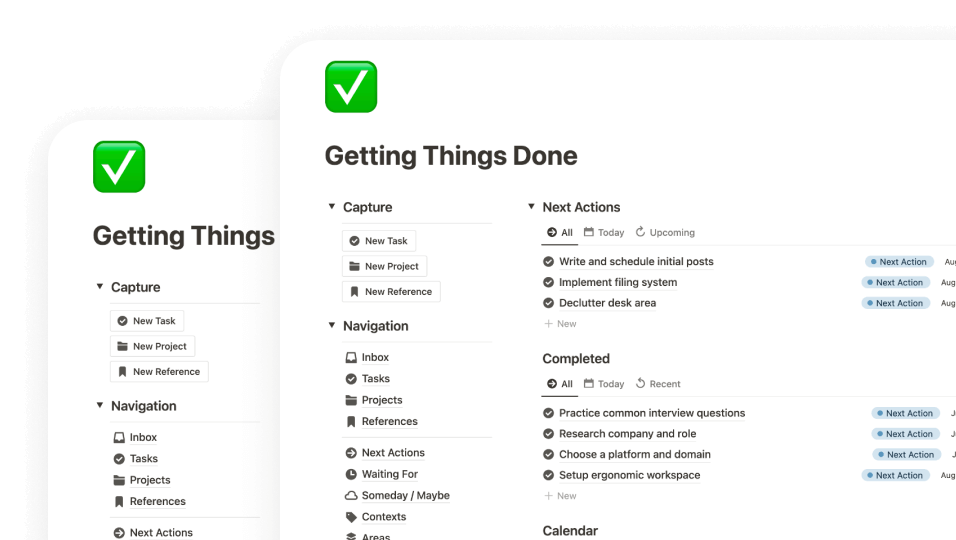 Getting Things Done
Capture
New Task
New Project
New Reference
Navigation
Inbox
Tasks
Projects
References
Next Actions
Waiting For
Someday / Maybe
Contexts
Areas
Next Actions
All Today Upcoming
Write and schedule initial posts Next Action
Implement filing system Next Action Aug
Declutter desk area Next Action Aug
New
Completed
All Today Recent
Practice common interview questions Next Action
Research company and role Next Action
Choose a platform and domain Next Action
Setup ergonomic workspace Next Action Aug
New
Calendar
Getting Things
Capture
New Task
New Project
New Reference
Navigation
Inbox
Tasks
Projects
References
Next Actions